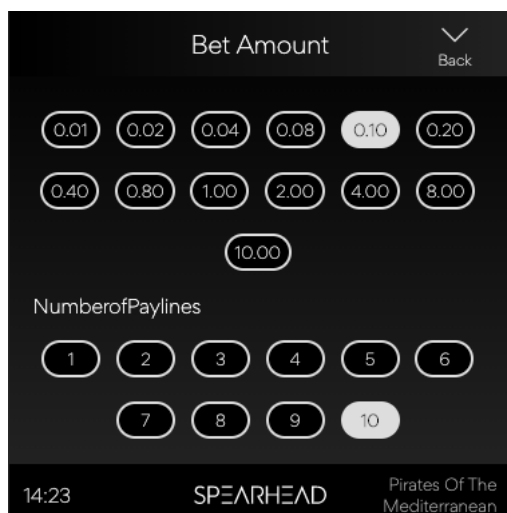 Bet Amount
Back
0.01 0.02 0.04 0.08 0.10 0.20
0.40 0.80 1.00 2.00 4.00 8.00
10.00
NumberofPaylines
1 2 3 4 5 6
7 8 9 10
14:23 SPEARHEAD Pirates Of The
Mediterranean